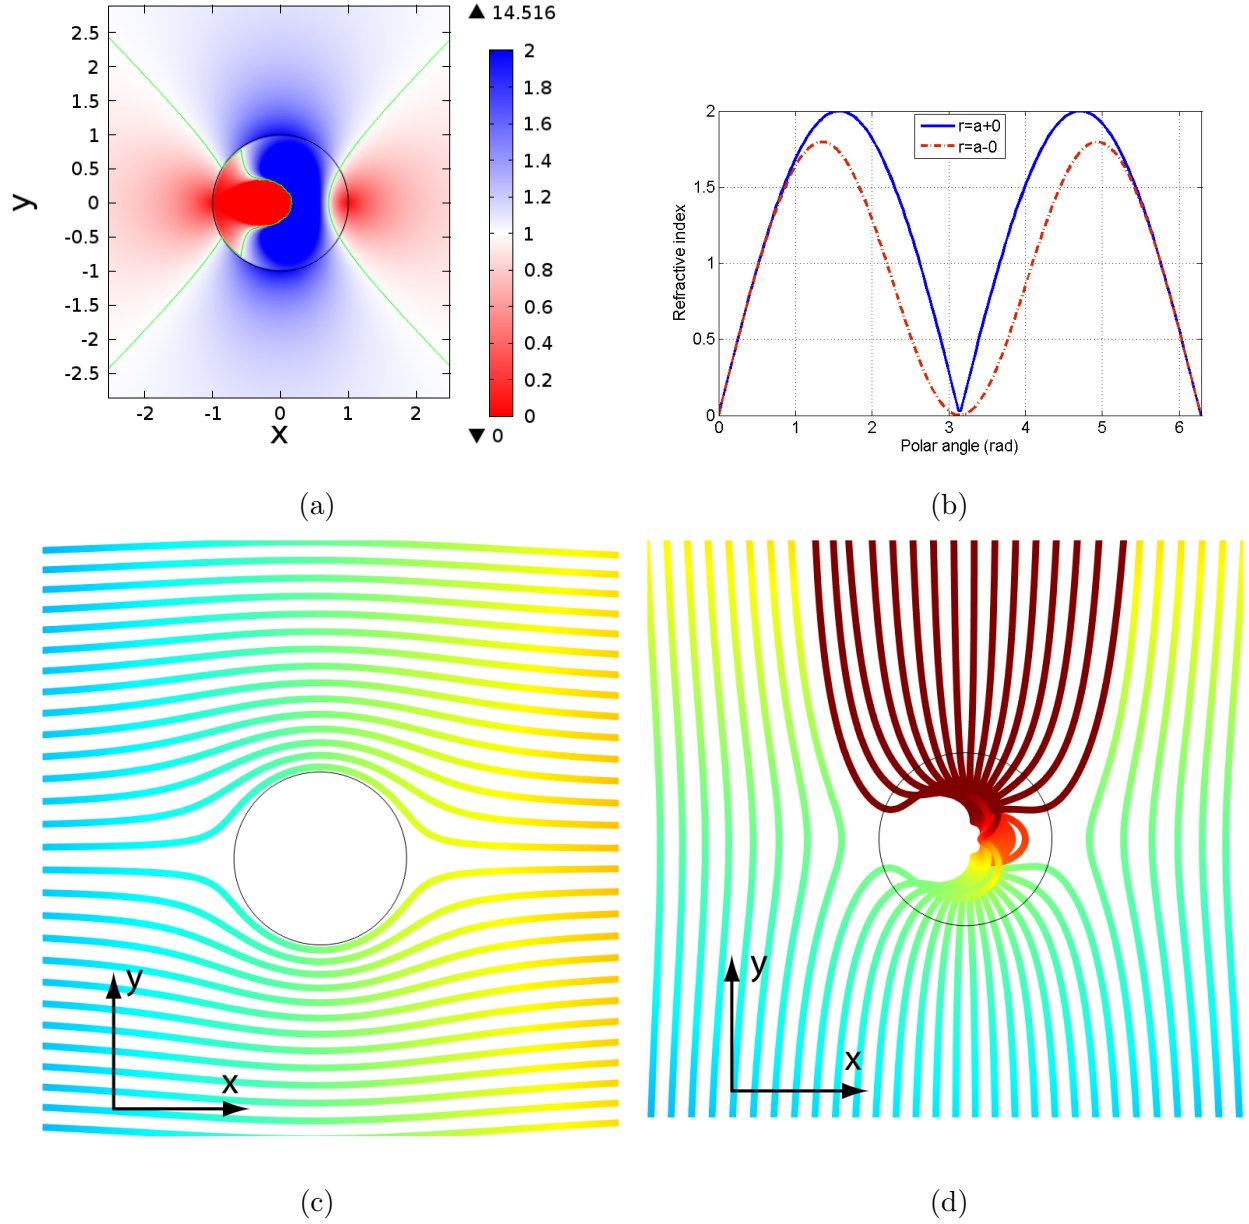 ▲ 14.516
2.5
2
1.5
1
0.5
0
-0.5
-1
-1.5
-2
-2.5
y
-2
-1
0
1
2
x
2
1.8
1.6
1.4
1.2
1
0.8
0.6
0.4
0.2
0
▼ 0
(a)
2
1.5
1
0.5
0
Refractive index
r=a+0
r=a-0
0
1
2
3
4
5
6
Polar angle (rad)
(b)
y
x
(c)
y
x
(d)